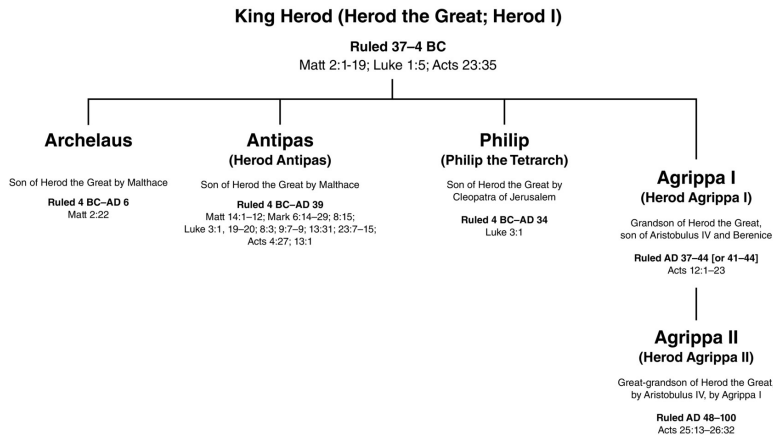 King Herod (Herod the Great; Herod I)
Ruled 37–4 BC
Matt 2:1-19; Luke 1:5; Acts 23:35
Archelaus
Son of Herod the Great by Malthace
Ruled 4 BC–AD 6
Matt 2:22
Antipas
(Herod Antipas)
Son of Herod the Great by Malthace
Ruled 4 BC–AD 39
Matt 14:1–12; Mark 6:14–29; 8:15;
Luke 3:1, 19–20; 8:3; 9:7–9; 13:31; 23:7–15;
Acts 4:27; 13:1
Philip
(Philip the Tetrarch)
Son of Herod the Great by
Cleopatra of Jerusalem
Ruled 4 BC–AD 34
Luke 3:1
Agrippa I
(Herod Agrippa I)
Grandson of Herod the Great,
son of Aristobulus IV and Berenice
Ruled AD 37–44 [or 41–44]
Acts 12:1–23
Agrippa II
(Herod Agrippa II)
Great-grandson of Herod the Great
by Aristobulus IV, by Agrippa I
Ruled AD 48–100
Acts 25:13–26:32